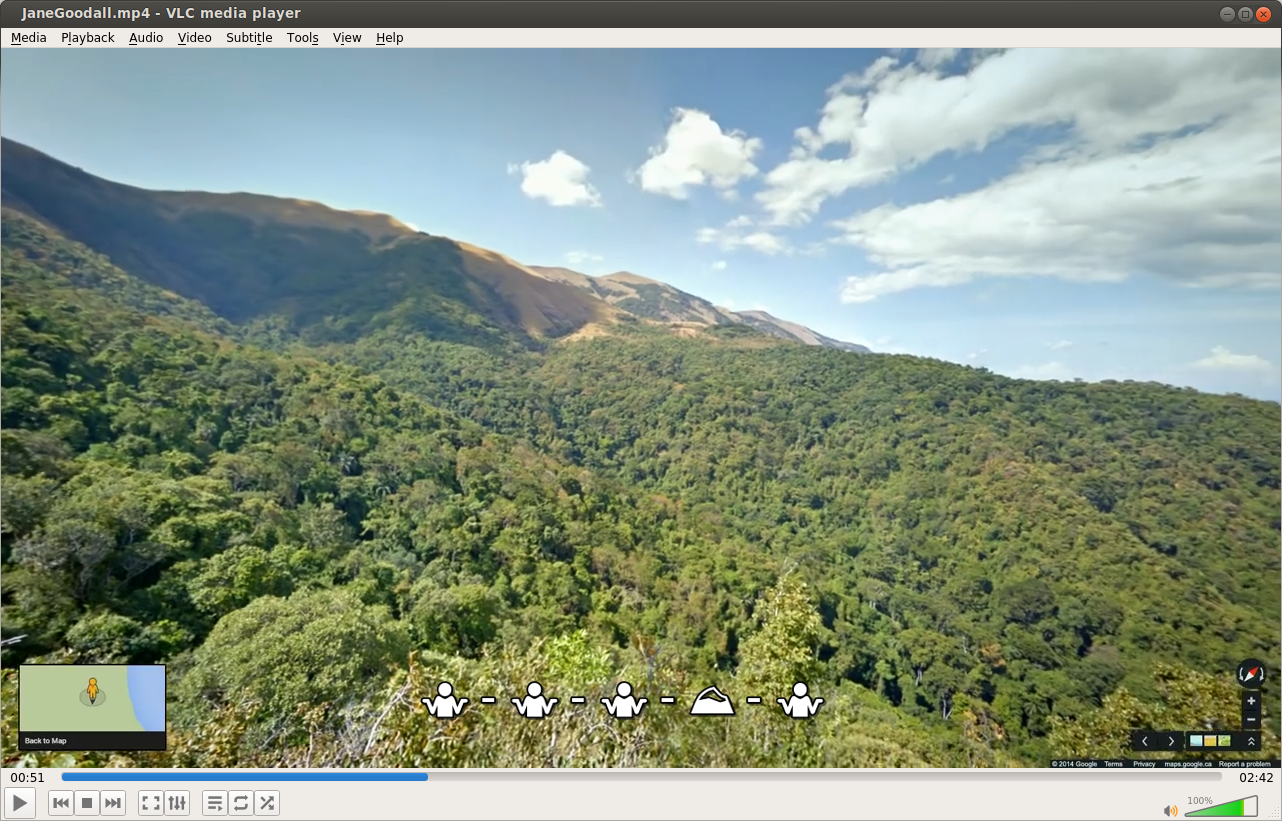 JaneGoodall.mp4 - VLC media player
Media Playback Audio Video Subtitle Tools View Help
Back to Map
© 2014 Google Terms Privacy maps.google.ca Report a problem
00:51
02:42
100%